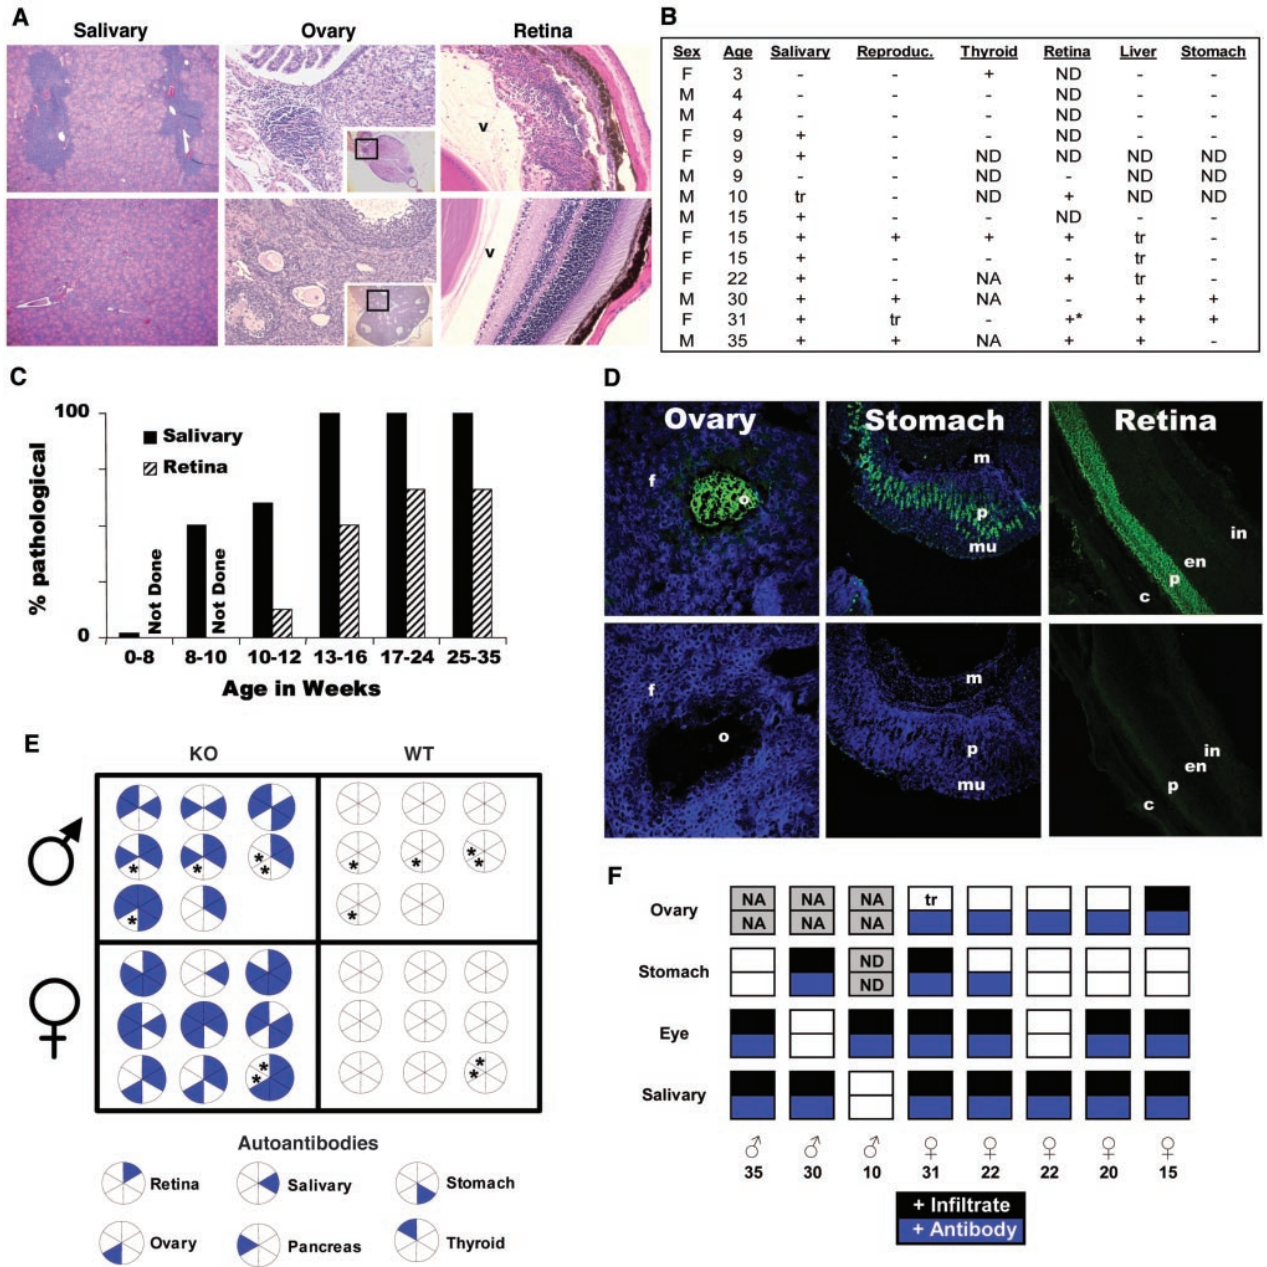 A
Salivary Ovary Retina
v
v
B
Sex Age Salivary Reproduc. Thyroid Retina Liver Stomach
F 3 - - + ND - -
M 4 - - - ND - -
M 4 - - - ND - -
F 9 + - - ND - -
F 9 + - ND ND ND ND
M 9 - - ND - ND ND
M 10 tr - ND + ND ND
M 15 + - - ND - -
F 15 + + + + tr -
F 15 + - - - tr -
F 22 + - NA + tr -
M 30 + + NA - + +
F 31 + tr - +* + +
M 35 + + NA + + -
C
% pathological
100
0
Salivary
Retina
Not Done
Not Done
0-8 8-10 10-12 13-16 17-24 25-35
Age in Weeks
D
Ovary Stomach Retina
f o
m p mu
in en p c
f o
m p mu
in en p c
E
KO WT
* * * *
* * * *
* *
* * * *
Autoantibodies
Retina Salivary Stomach
Ovary Pancreas Thyroid
F
Ovary NA NA NA tr
NA NA NA
Stomach ND
ND
Eye
Salivary
♂ ♂ ♂ ♀ ♀ ♀ ♀ ♀
35 30 10 31 22 22 20 15
+ Infiltrate
+ Antibody